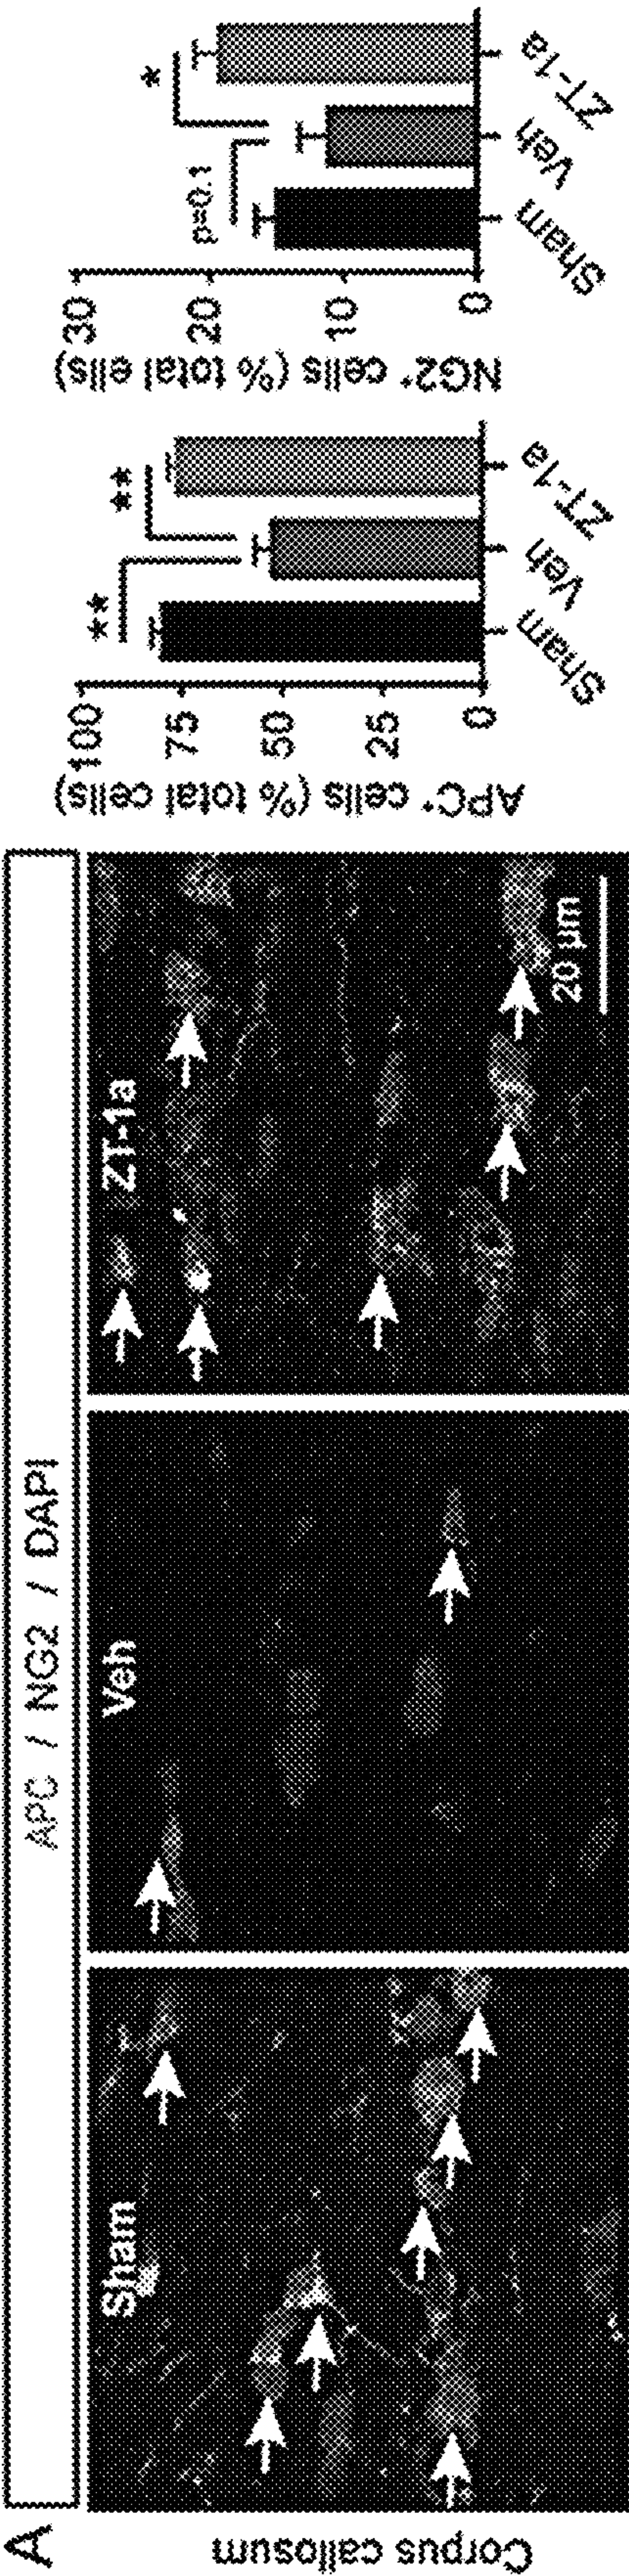 A
APC / NG2 / DAPI
Corpus callosum
Sham
Veh
ZT-1a
20 µm
APC⁺ cells (% total cells)
100
75
50
25
0
**
**
Sham
Veh
ZT-1a
NG2⁺ cells (% total ells)
30
20
10
0
p=0.1
*
Sham
Veh
ZT-1a